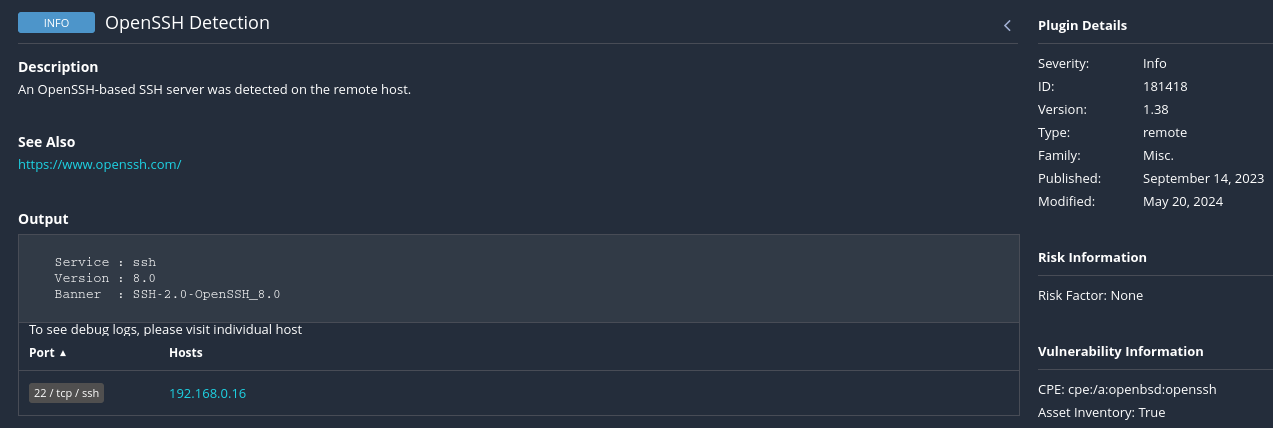 INFO OpenSSH Detection
Description
An OpenSSH-based SSH server was detected on the remote host.
See Also
https://www.openssh.com/
Output
Service : ssh
Version : 8.0
Banner  : SSH-2.0-OpenSSH_8.0
To see debug logs, please visit individual host
Port ▲ Hosts
22 / tcp / ssh 192.168.0.16
Plugin Details
Severity: Info
ID: 181418
Version: 1.38
Type: remote
Family: Misc.
Published: September 14, 2023
Modified: May 20, 2024
Risk Information
Risk Factor: None
Vulnerability Information
CPE: cpe:/a:openbsd:openssh
Asset Inventory: True